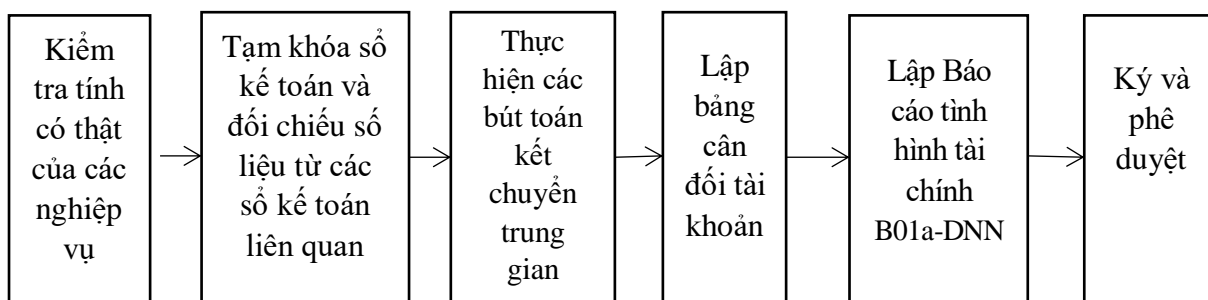 Kiểm
tra tính
có thật
của các
nghiệp
vụ
Tạm khóa sổ
kế toán và
đối chiếu số
liệu từ các
sổ kế toán
liên quan
Thực
hiện các
bút toán
kết
chuyển
trung
gian
Lập
bảng
cân
đối tài
khoản
Lập Báo
cáo tình
hình tài
chính
B01a-DNN
Ký và
phê
duyệt